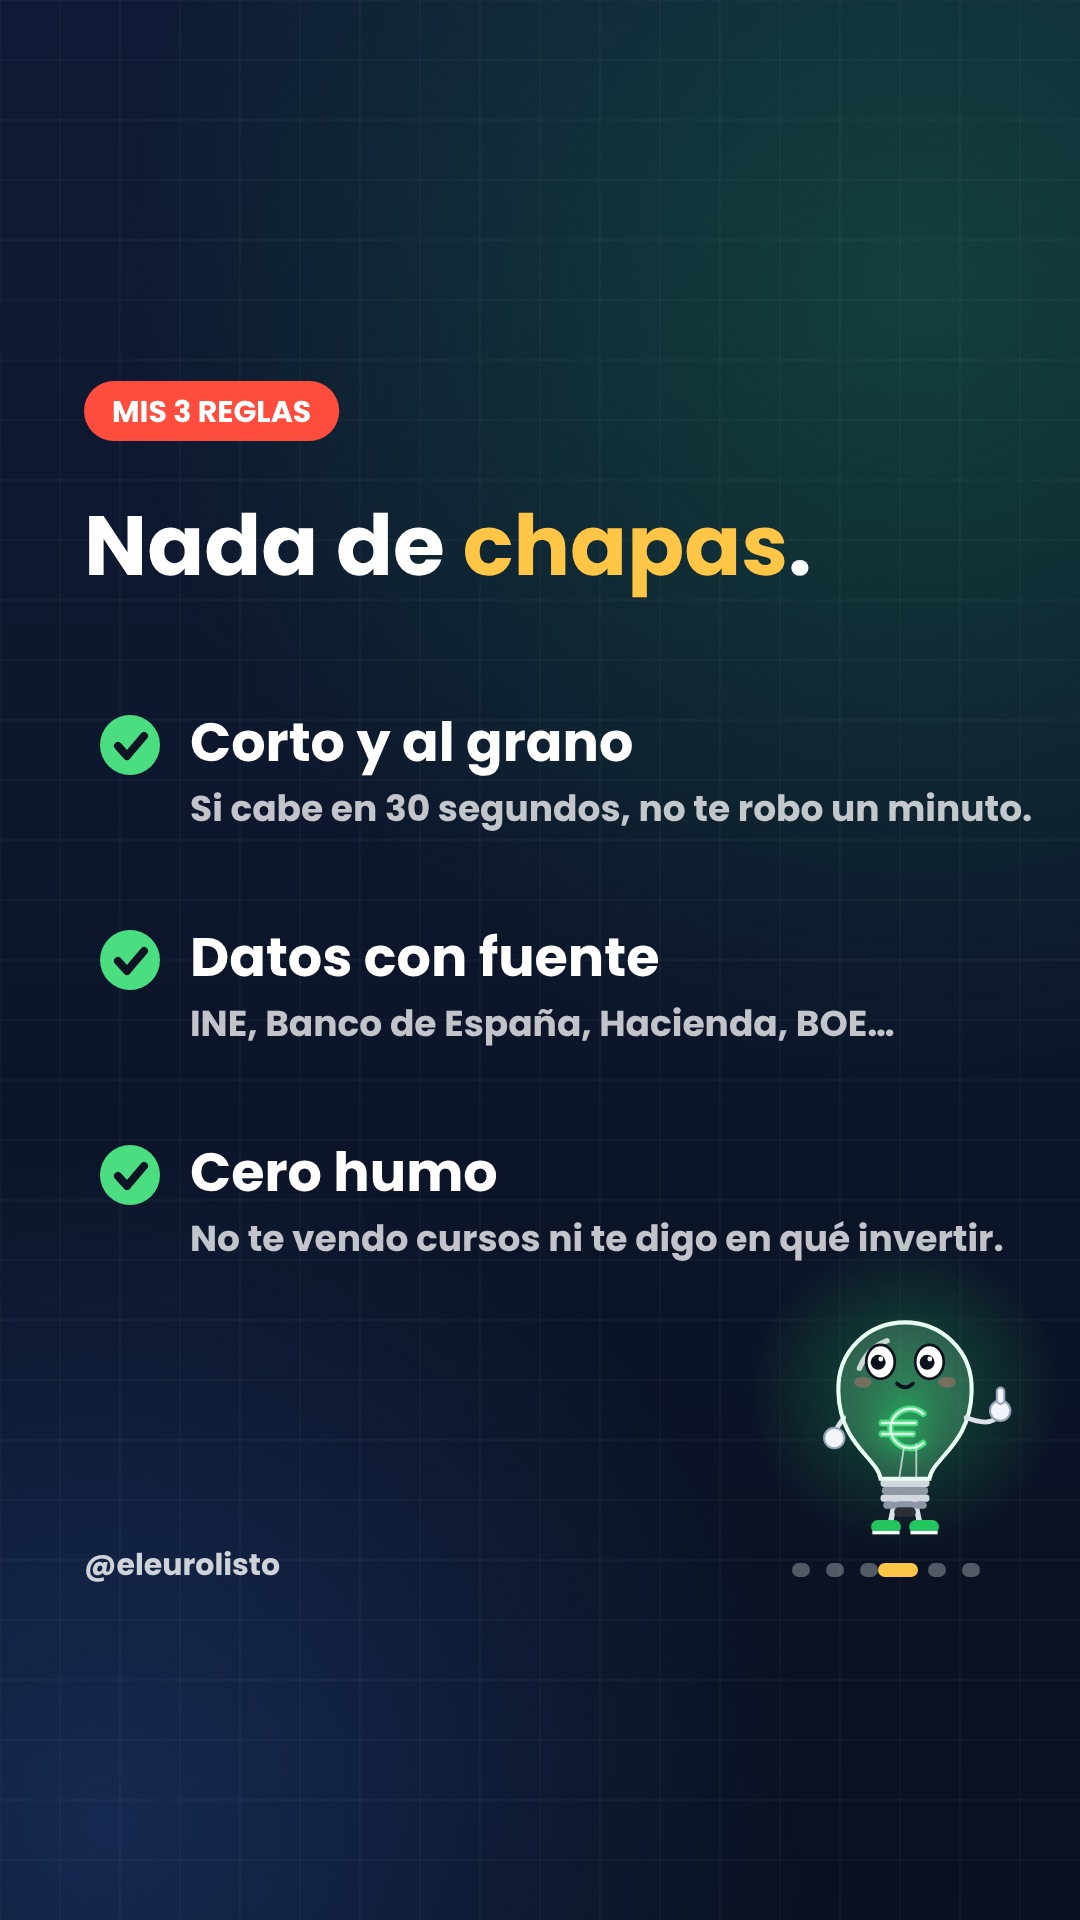 MIS 3 REGLAS
Nada de chapas.
Corto y al grano
Si cabe en 30 segundos, no te robo un minuto.
Datos con fuente
INE, Banco de España, Hacienda, BOE...
Cero humo
No te vendo cursos ni te digo en qué invertir.
€
@eleurolisto